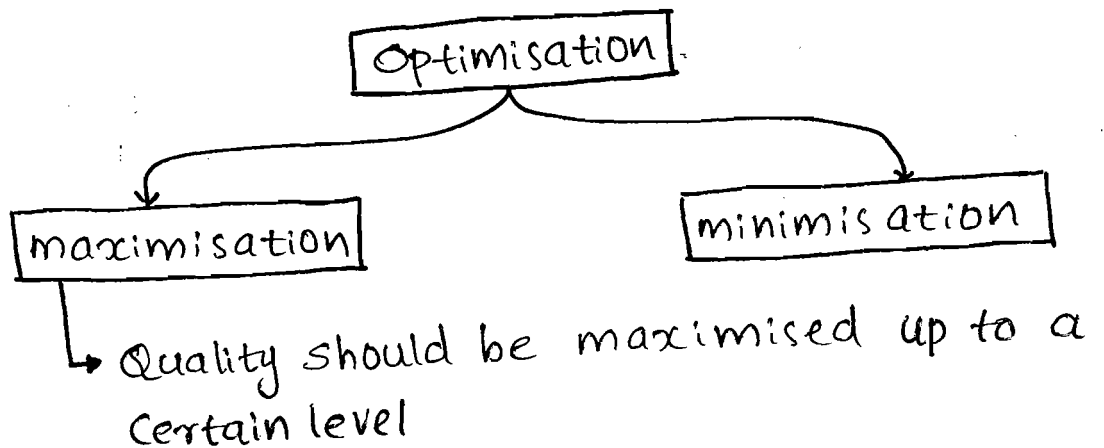 Optimisation
maximisation
minimisation
Quality should be maximised up to a
Certain level